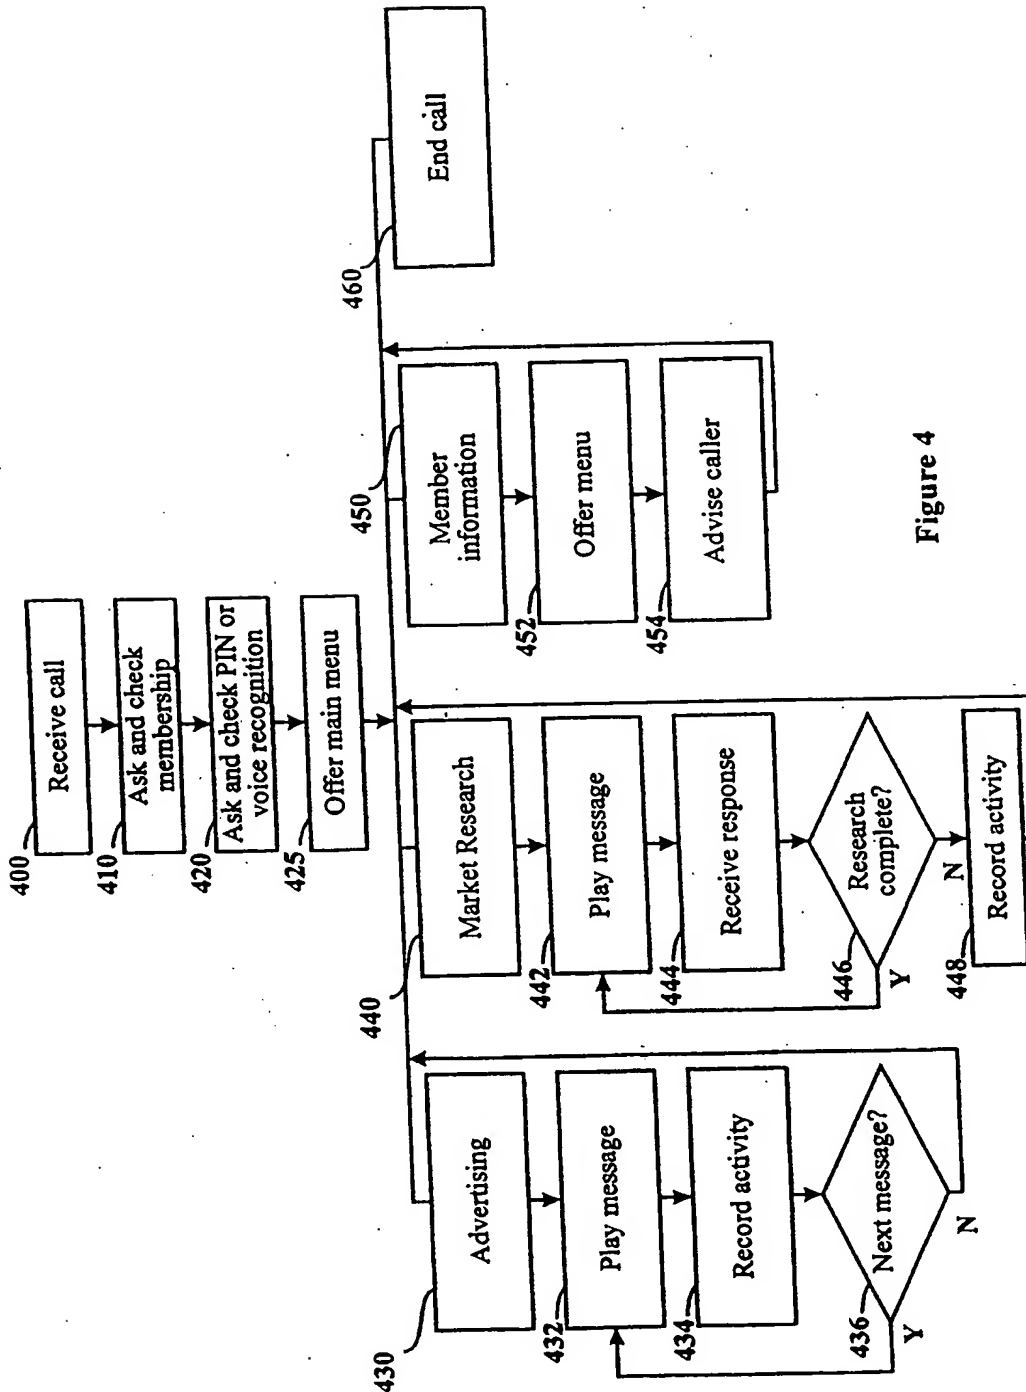 400
Receive call
410
Ask and check
membership
420
Ask and check PIN or
voice recognition
425
Offer main menu
430
Advertising
432
Play message
434
Record activity
436
Next message?
Y
N
440
Market Research
442
Play message
444
Receive response
446
Research
complete?
Y
N
448
Record activity
450
Member
information
452
Offer menu
454
Advise caller
460
End call
Figure 4